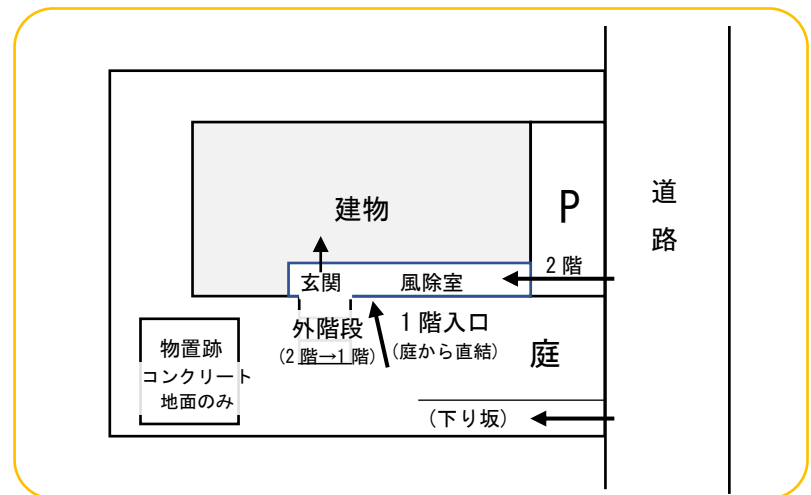 道
路
建物
P
2階
玄関
風除室
外階段
(2階→1階)
1階入口
(庭から直結)
庭
物置跡
コンクリート
地面のみ
(下り坂)